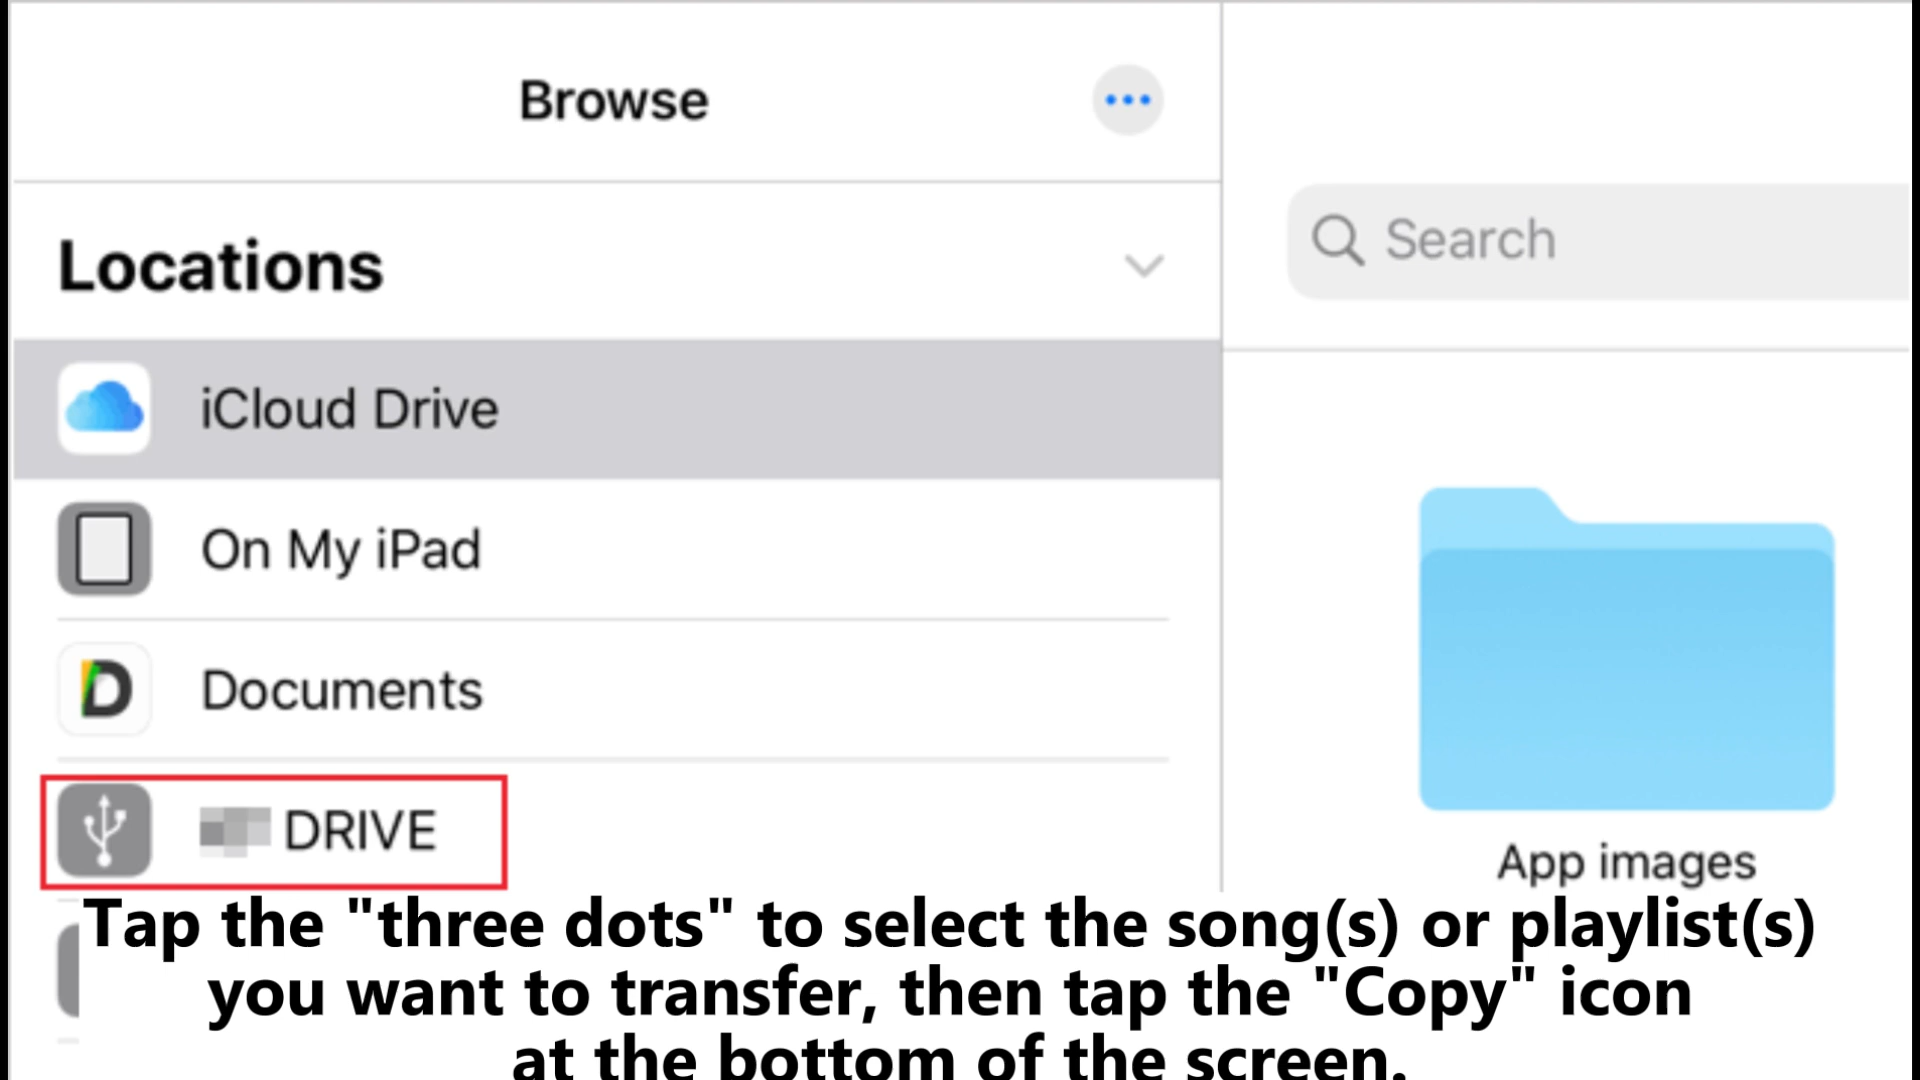 Browse
Search
Locations
iCloud Drive
On My iPad
Documents
DRIVE
App images
Tap the "three dots" to select the song(s) or playlist(s)
you want to transfer, then tap the "Copy" icon
at the bottom of the screen.